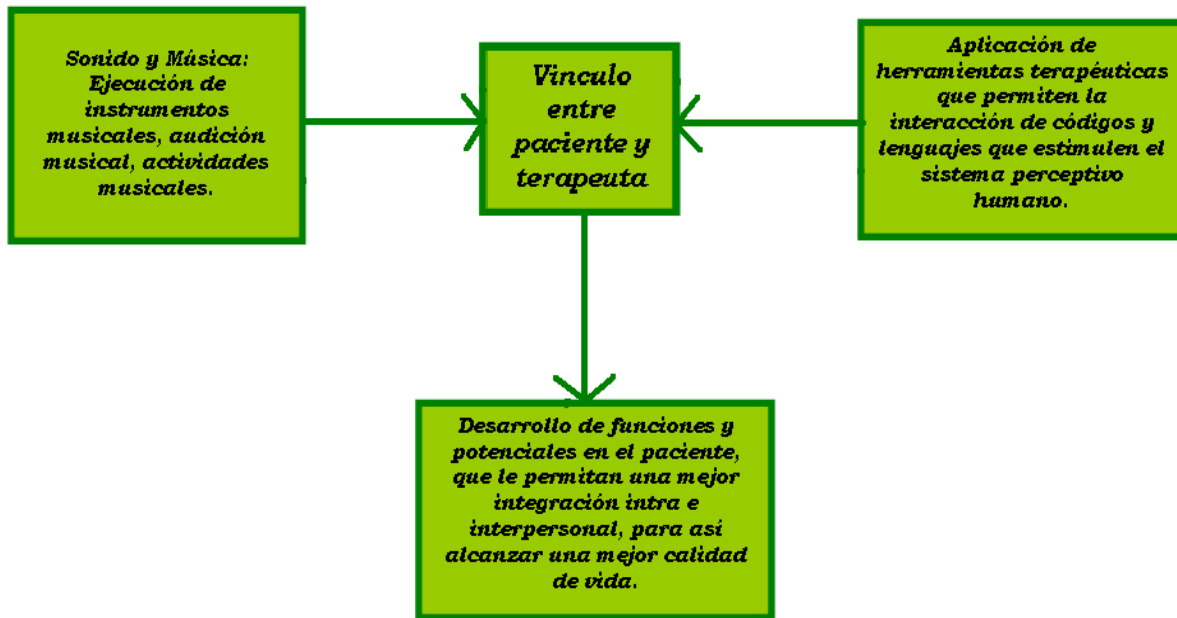 Sonido y Música:
Ejecución de
instrumentos
musicales, audición
musical, actividades
musicales.
Vinculo
entre
paciente y
terapeuta
Aplicación de
herramientas terapéuticas
que permiten la
interacción de códigos y
lenguajes que estimulen el
sistema perceptivo
humano.
Desarrollo de funciones y
potenciales en el paciente,
que le permitan una mejor
integración intra e
interpersonal, para así
alcanzar una mejor calidad
de vida.